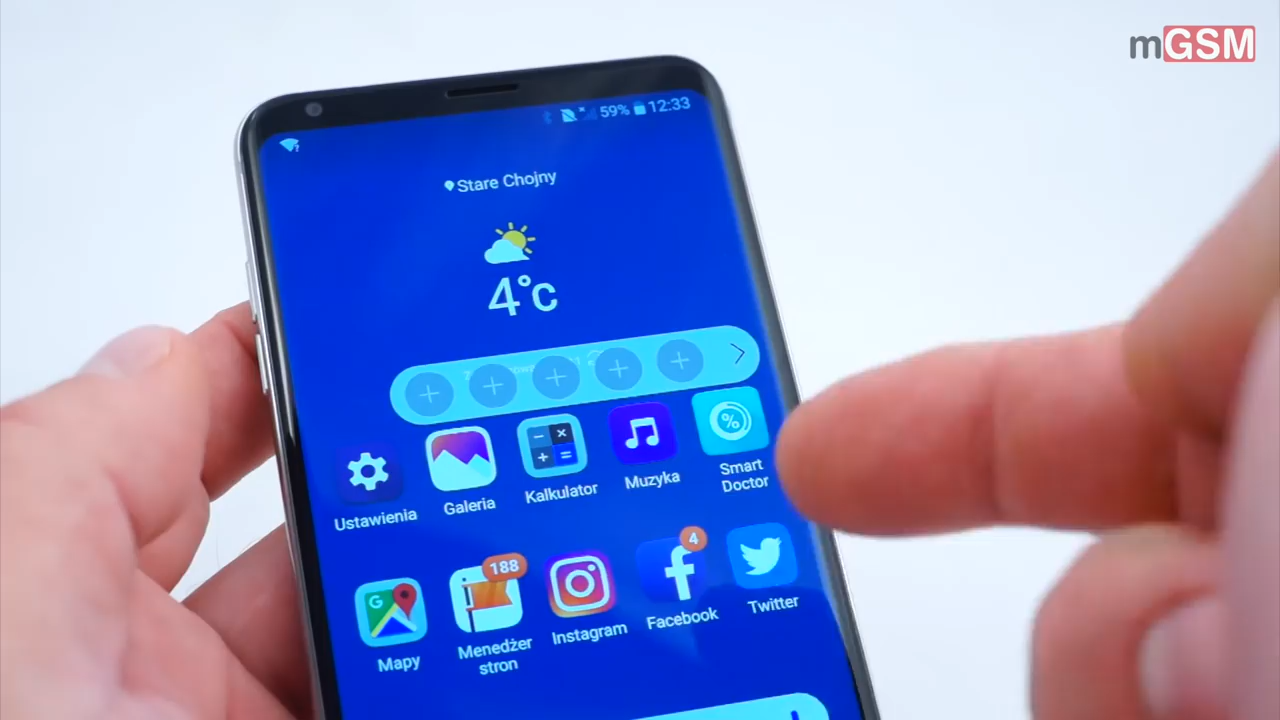 mGSM
59% 12:33
Stare Chojny
4°C
Ustawienia
Galeria
Kalkulator
Muzyka
Smart
Doctor
188
4
Mapy
Menedżer
stron
Instagram
Facebook
Twitter